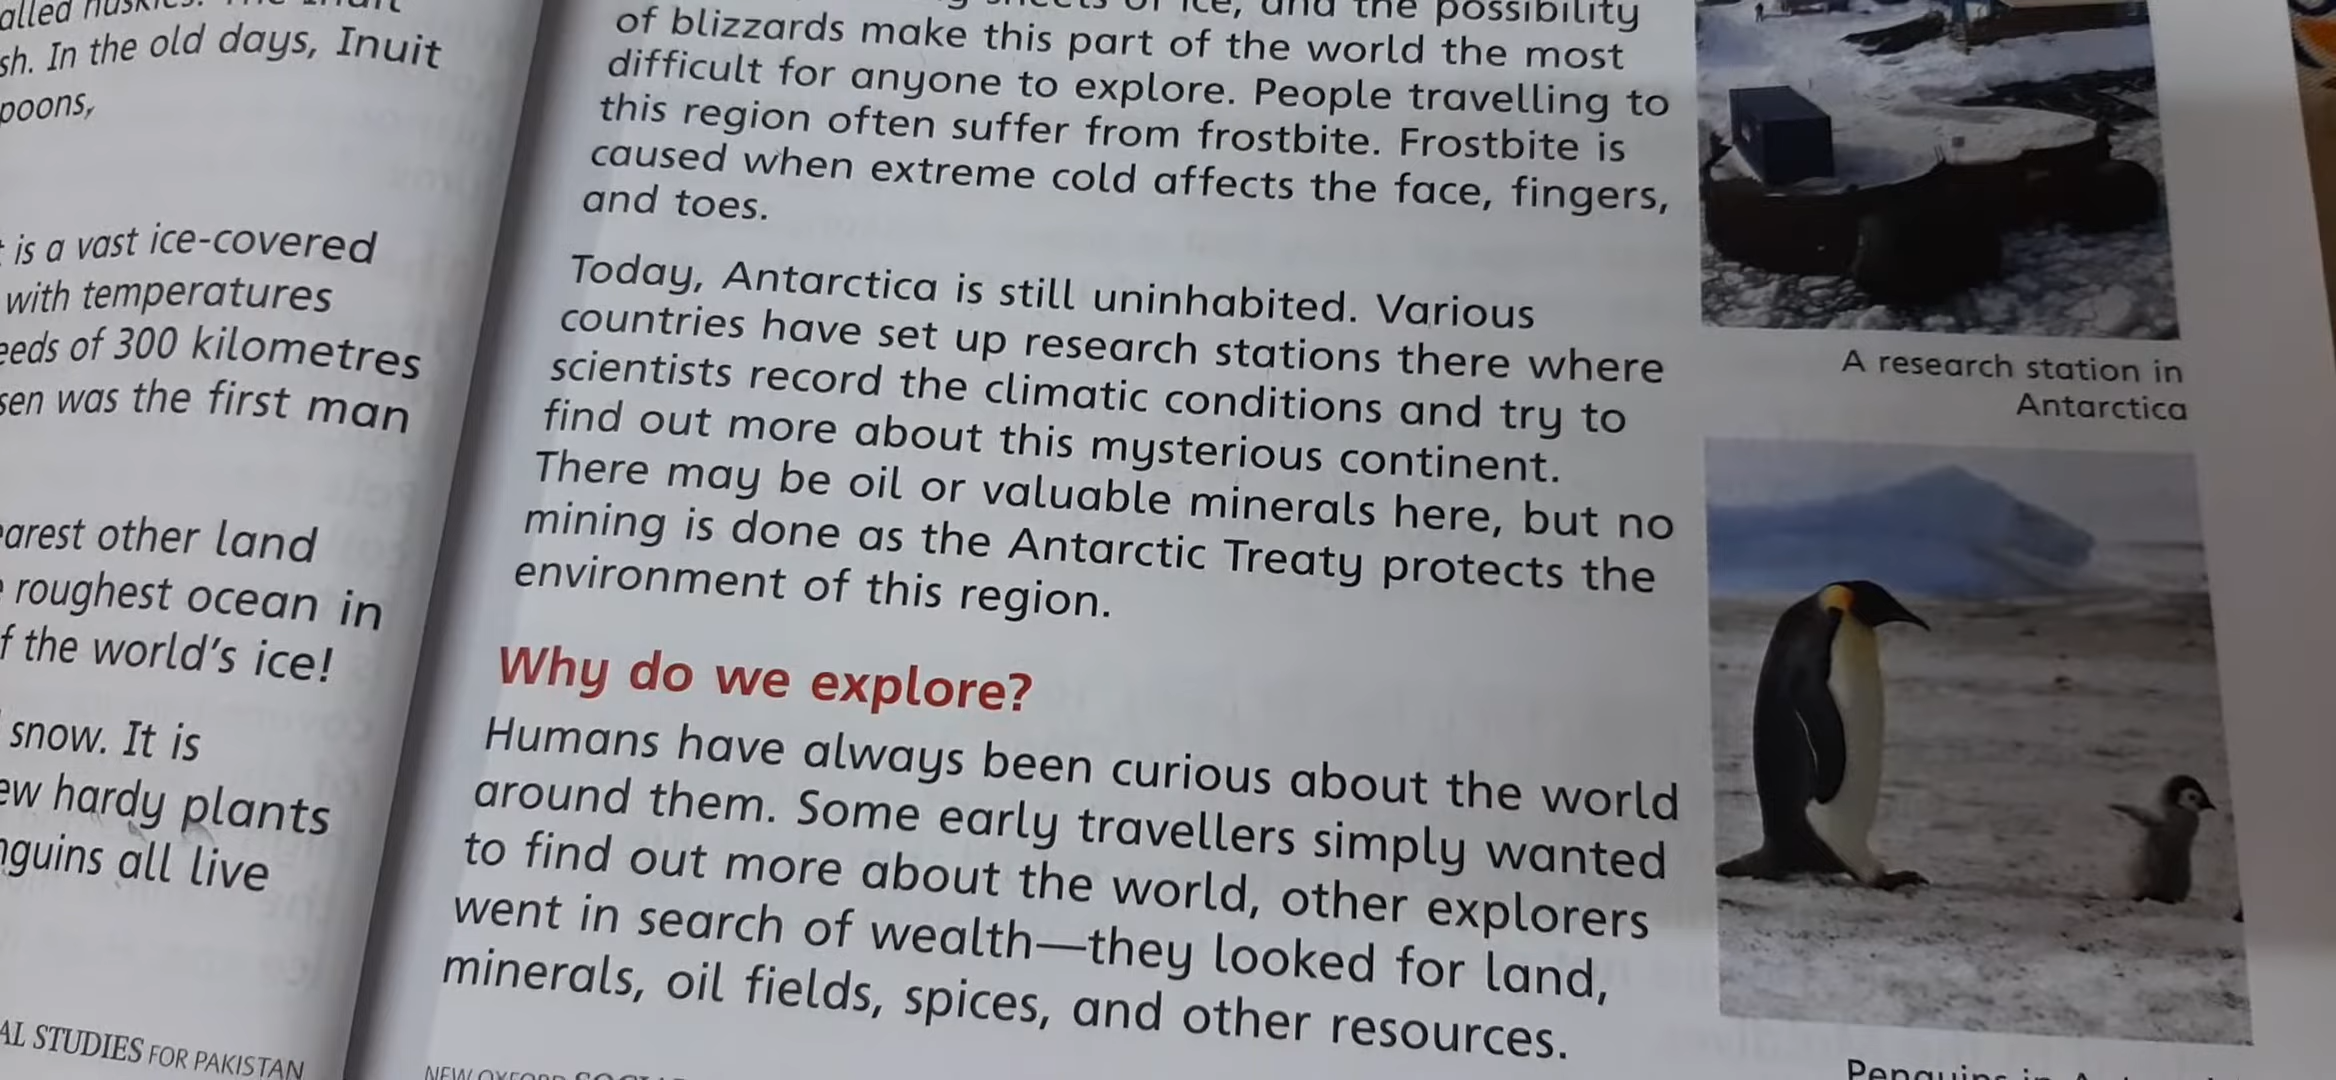 sh. In the old days, Inuit
is a vast ice-covered
with temperatures
of 300 kilometres
was the first man
other land
roughest ocean in
the world's ice!
snow. It is
hardy plants
all live
STUDIES FOR PAKISTAN
of ice, and the possibility
of blizzards make this part of the world the most
difficult for anyone to explore. People travelling to
this region often suffer from frostbite. Frostbite is
caused when extreme cold affects the face, fingers,
and toes.
Today, Antarctica is still uninhabited. Various
countries have set up research stations there where
scientists record the climatic conditions and try to
find out more about this mysterious continent.
There may be oil or valuable minerals here, but no
mining is done as the Antarctic Treaty protects the
environment of this region.
Why do we explore?
Humans have always been curious about the world
around them. Some early travellers simply wanted
to find out more about the world, other explorers
went in search of wealth—they looked for land,
minerals, oil fields, spices, and other resources.
NEW OXFORD
A research station in
Antarctica
Penguins in